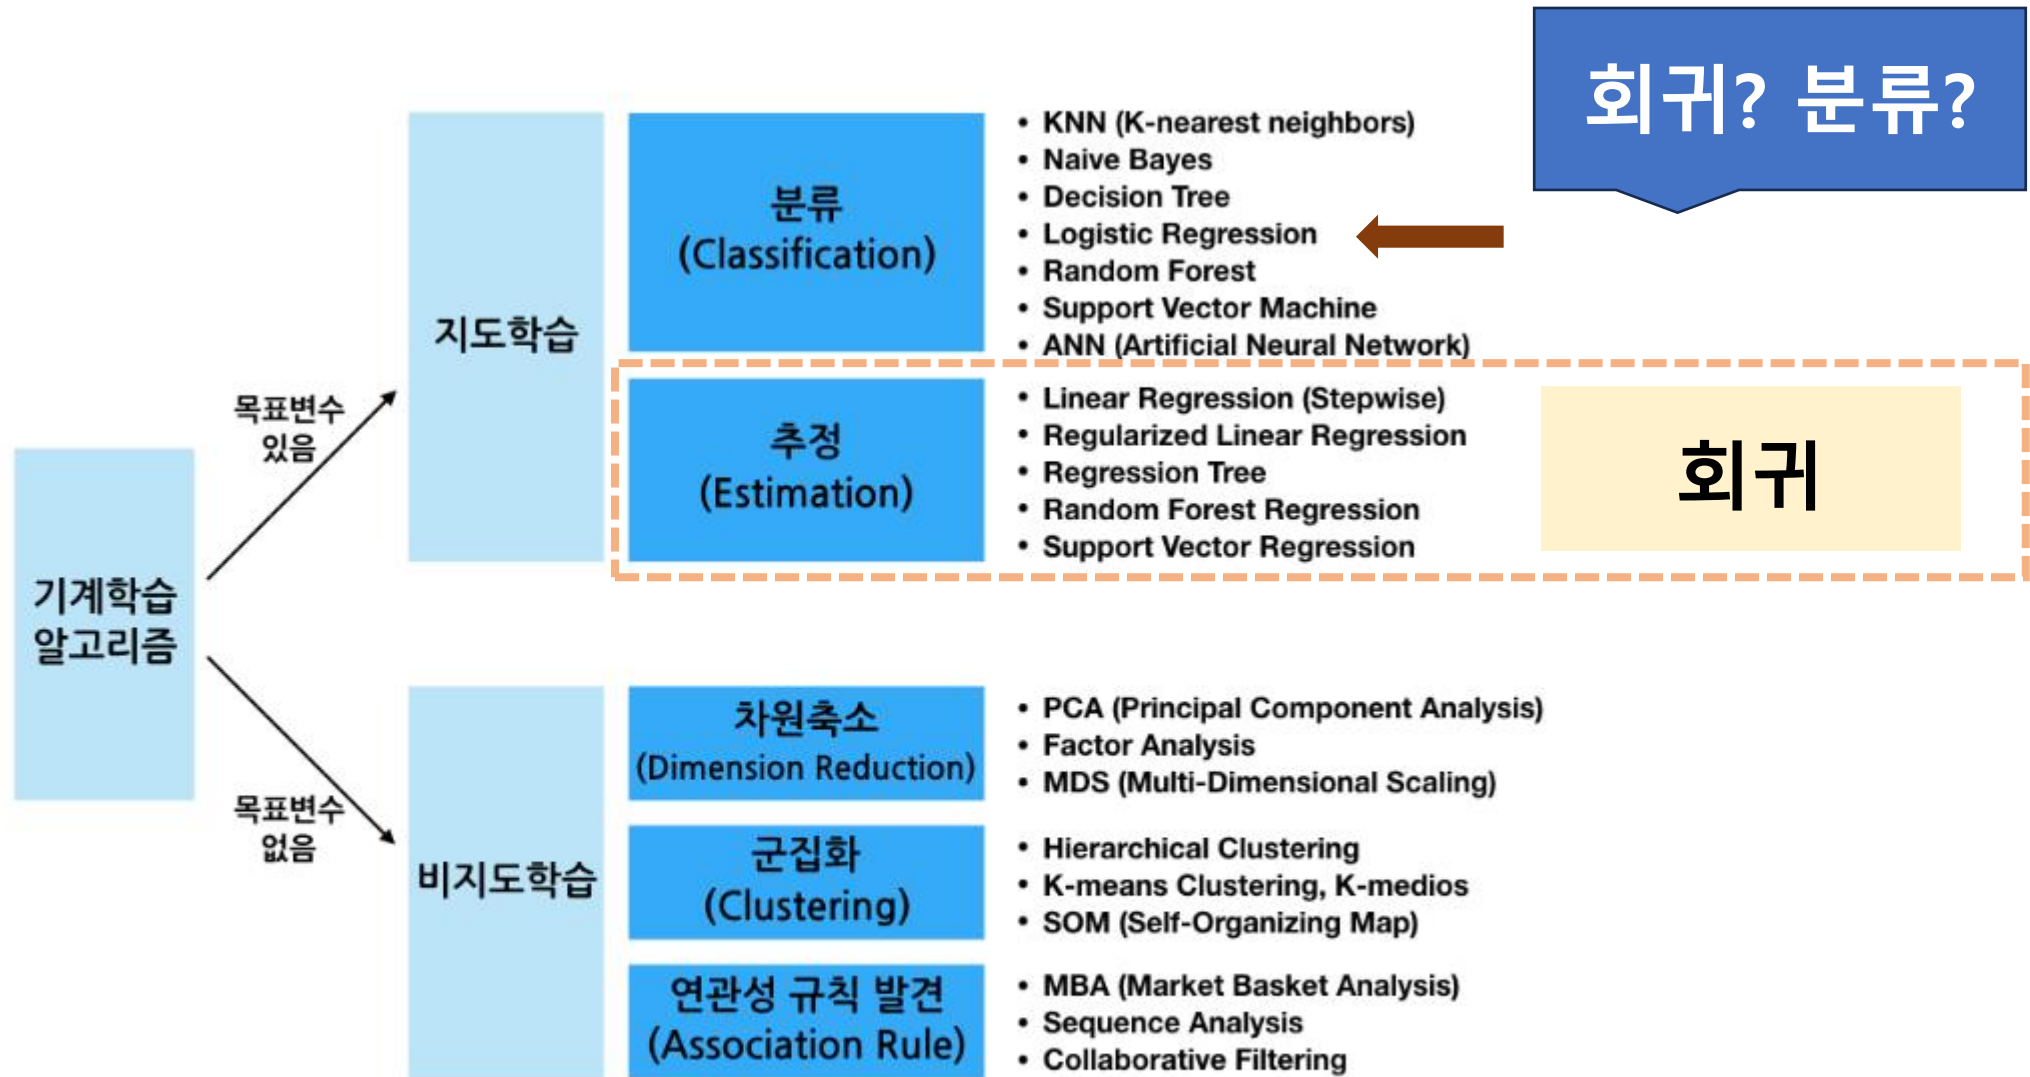 회귀? 분류?
기계학습
알고리즘
목표변수
있음
지도학습
분류
(Classification)
• KNN (K-nearest neighbors)
• Naive Bayes
• Decision Tree
• Logistic Regression
• Random Forest
• Support Vector Machine
• ANN (Artificial Neural Network)
추정
(Estimation)
• Linear Regression (Stepwise)
• Regularized Linear Regression
• Regression Tree
• Random Forest Regression
• Support Vector Regression
회귀
목표변수
없음
비지도학습
차원축소
(Dimension Reduction)
• PCA (Principal Component Analysis)
• Factor Analysis
• MDS (Multi-Dimensional Scaling)
군집화
(Clustering)
• Hierarchical Clustering
• K-means Clustering, K-medios
• SOM (Self-Organizing Map)
연관성 규칙 발견
(Association Rule)
• MBA (Market Basket Analysis)
• Sequence Analysis
• Collaborative Filtering